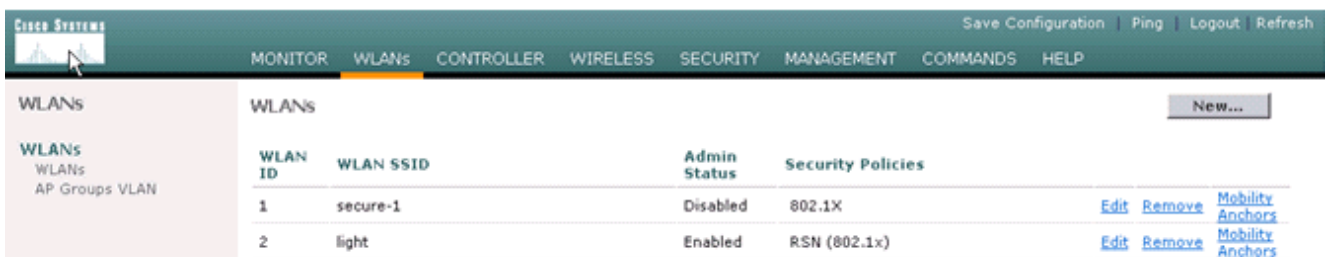 CISCO SYSTEMS
Save Configuration | Ping | Logout | Refresh
MONITOR WLANs CONTROLLER WIRELESS SECURITY MANAGEMENT COMMANDS HELP
WLANs
WLANs
WLANs
AP Groups VLAN
WLANs
New...
WLAN ID WLAN SSID Admin Status Security Policies
1 secure-1 Disabled 802.1X Edit Remove Mobility Anchors
2 light Enabled RSN (802.1x) Edit Remove Mobility Anchors